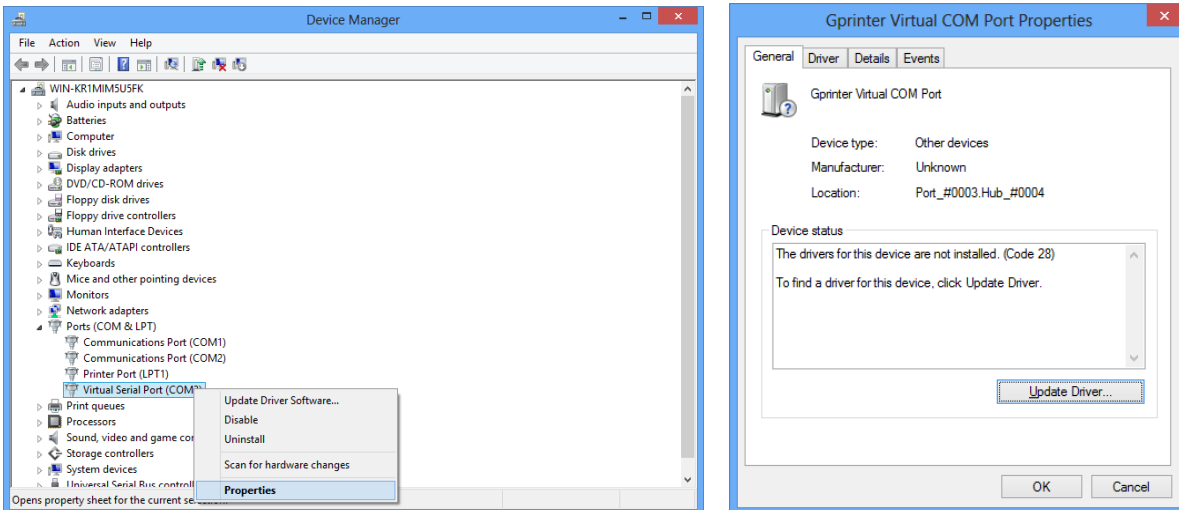 Device Manager
File Action View Help
WIN-KR1MIM5U5FK
Audio inputs and outputs
Batteries
Computer
Disk drives
Display adapters
DVD/CD-ROM drives
Floppy disk drives
Floppy drive controllers
Human Interface Devices
IDE ATA/ATAPI controllers
Keyboards
Mice and other pointing devices
Monitors
Network adapters
Ports (COM & LPT)
Communications Port (COM1)
Communications Port (COM2)
Printer Port (LPT1)
Virtual Serial Port
Print queues
Processors
Sound, video and game
Storage controllers
System devices
Universal Serial Bus
Opens property sheet for the current
Update Driver Software...
Disable
Uninstall
Scan for hardware changes
Properties
Gprinter Virtual COM Port Properties
General Driver Details Events
Gprinter Virtual COM Port
Device type: Other devices
Manufacturer: Unknown
Location: Port_#0003.Hub_#0004
Device status
The drivers for this device are not installed. (Code 28)
To find a driver for this device, click Update Driver.
Update Driver...
OK Cancel